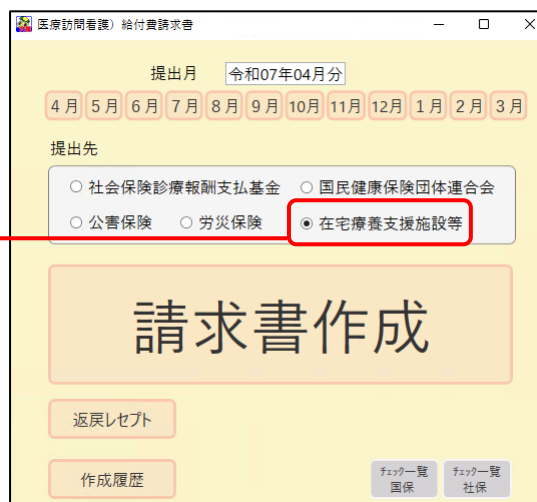 医療訪問看護）給付費請求書
提出月 令和07年04月分
4月 5月 6月 7月 8月 9月 10月 11月 12月 1月 2月 3月
提出先
社会保険診療報酬支払基金 国民健康保険団体連合会
公害保険 労災保険 在宅療養支援施設等
請求書作成
返戻レセプト
作成履歴
ﾁｪｯｸ一覧 ﾁｪｯｸ一覧
国保 社保